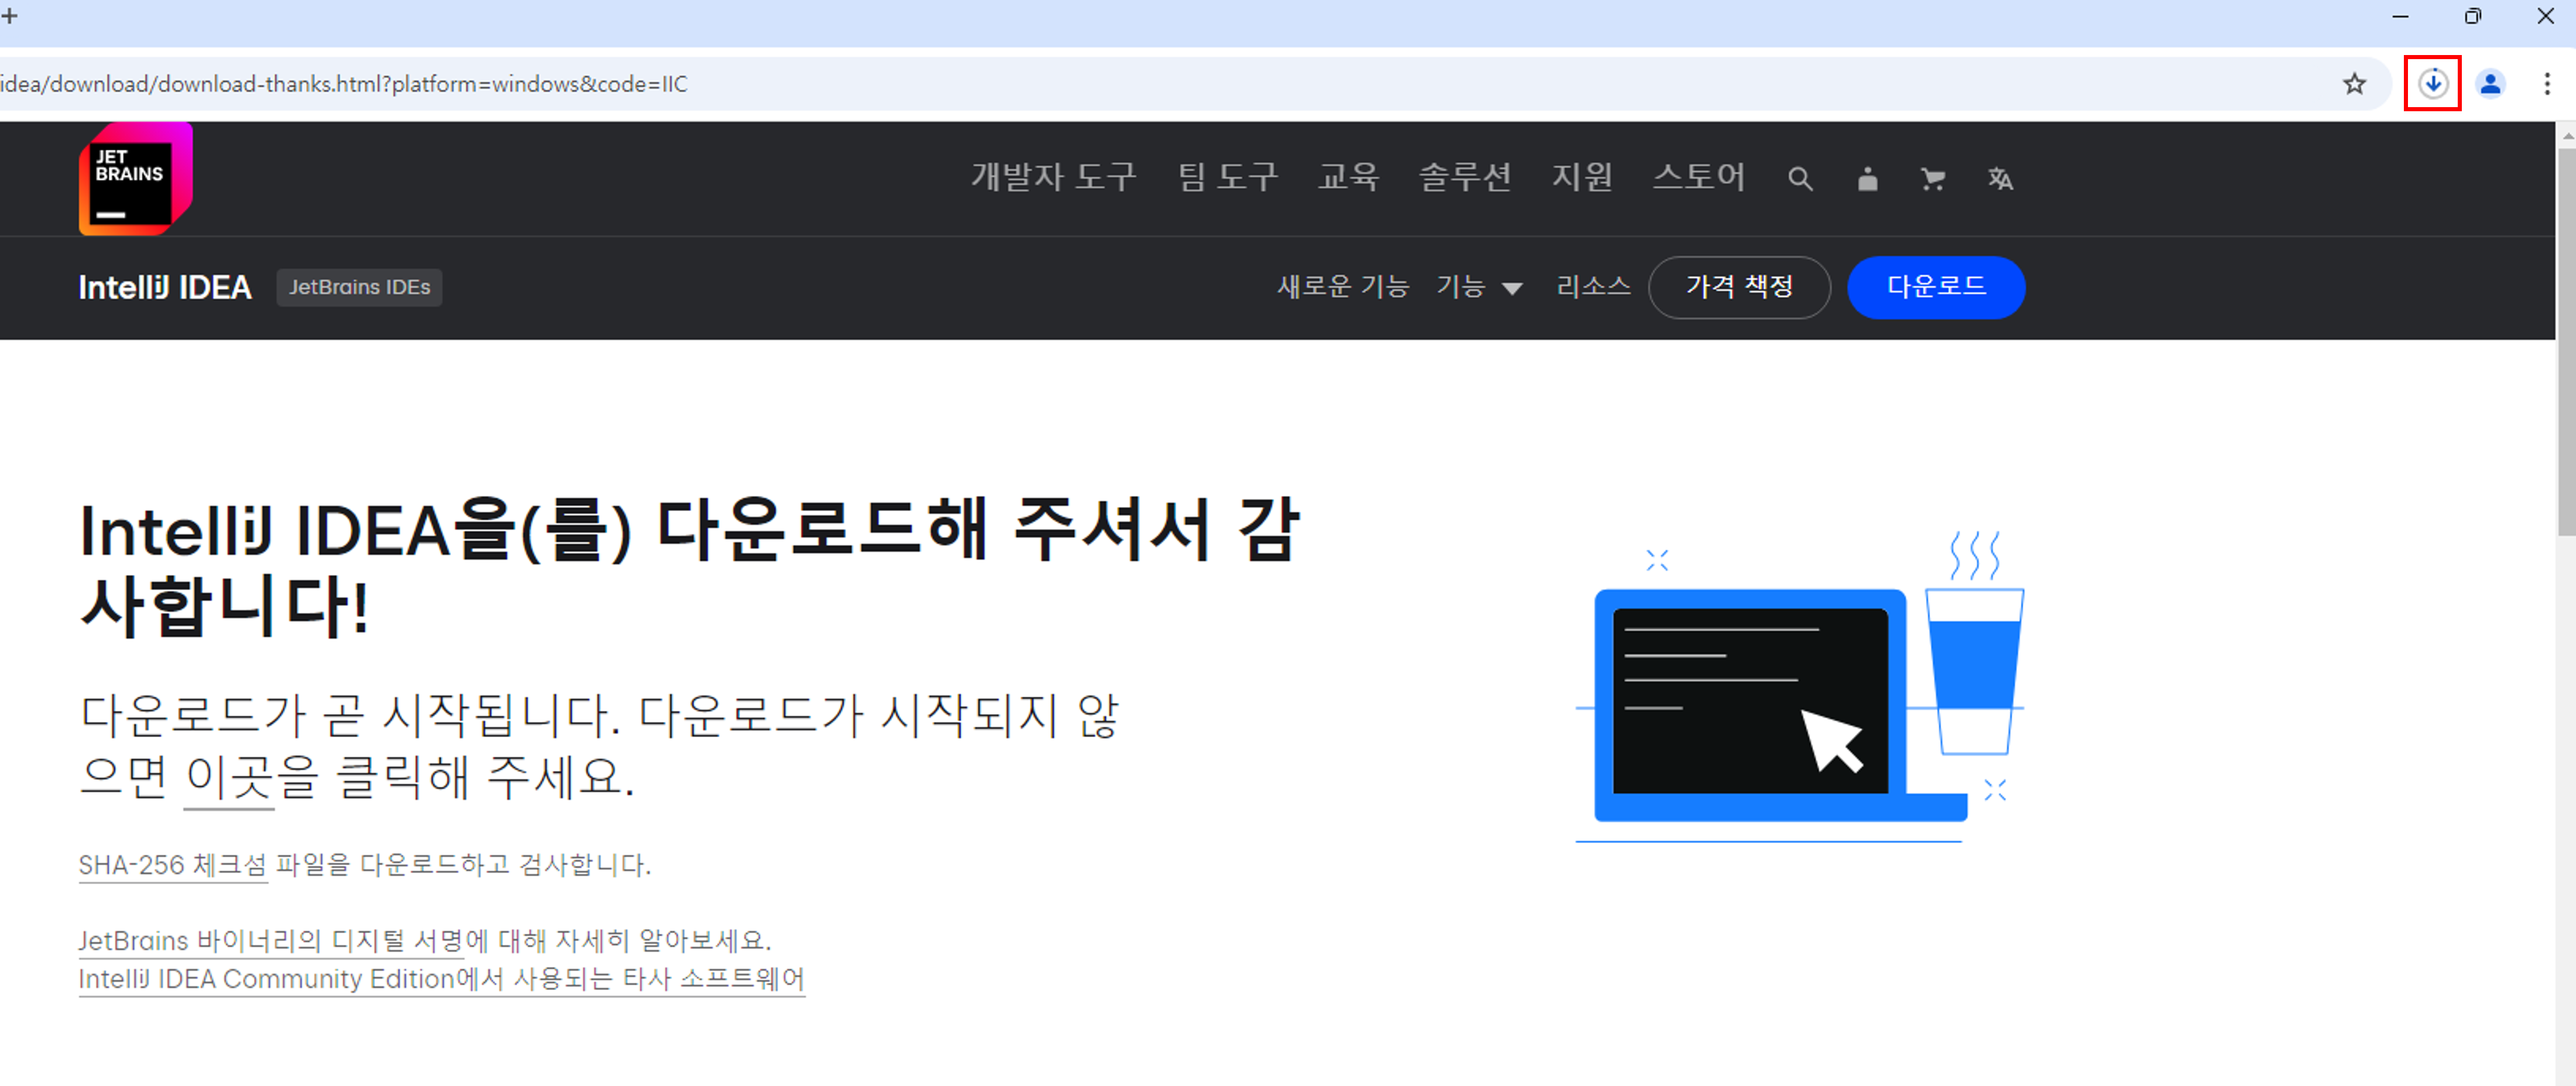 idea/download/download-thanks.html?platform=windows&code=IIC
JET
BRAINS
개발자 도구 팀 도구 교육 솔루션 지원 스토어
IntelliJ IDEA JetBrains IDEs 새로운 기능 기능 리소스 가격 책정 다운로드
IntelliJ IDEA을(를) 다운로드해 주셔서 감
사합니다!
다운로드가 곧 시작됩니다. 다운로드가 시작되지 않
으면 이곳을 클릭해 주세요.
SHA-256 체크섬 파일을 다운로드하고 검사합니다.
JetBrains 바이너리의 디지털 서명에 대해 자세히 알아보세요.
IntelliJ IDEA Community Edition에서 사용되는 타사 소프트웨어